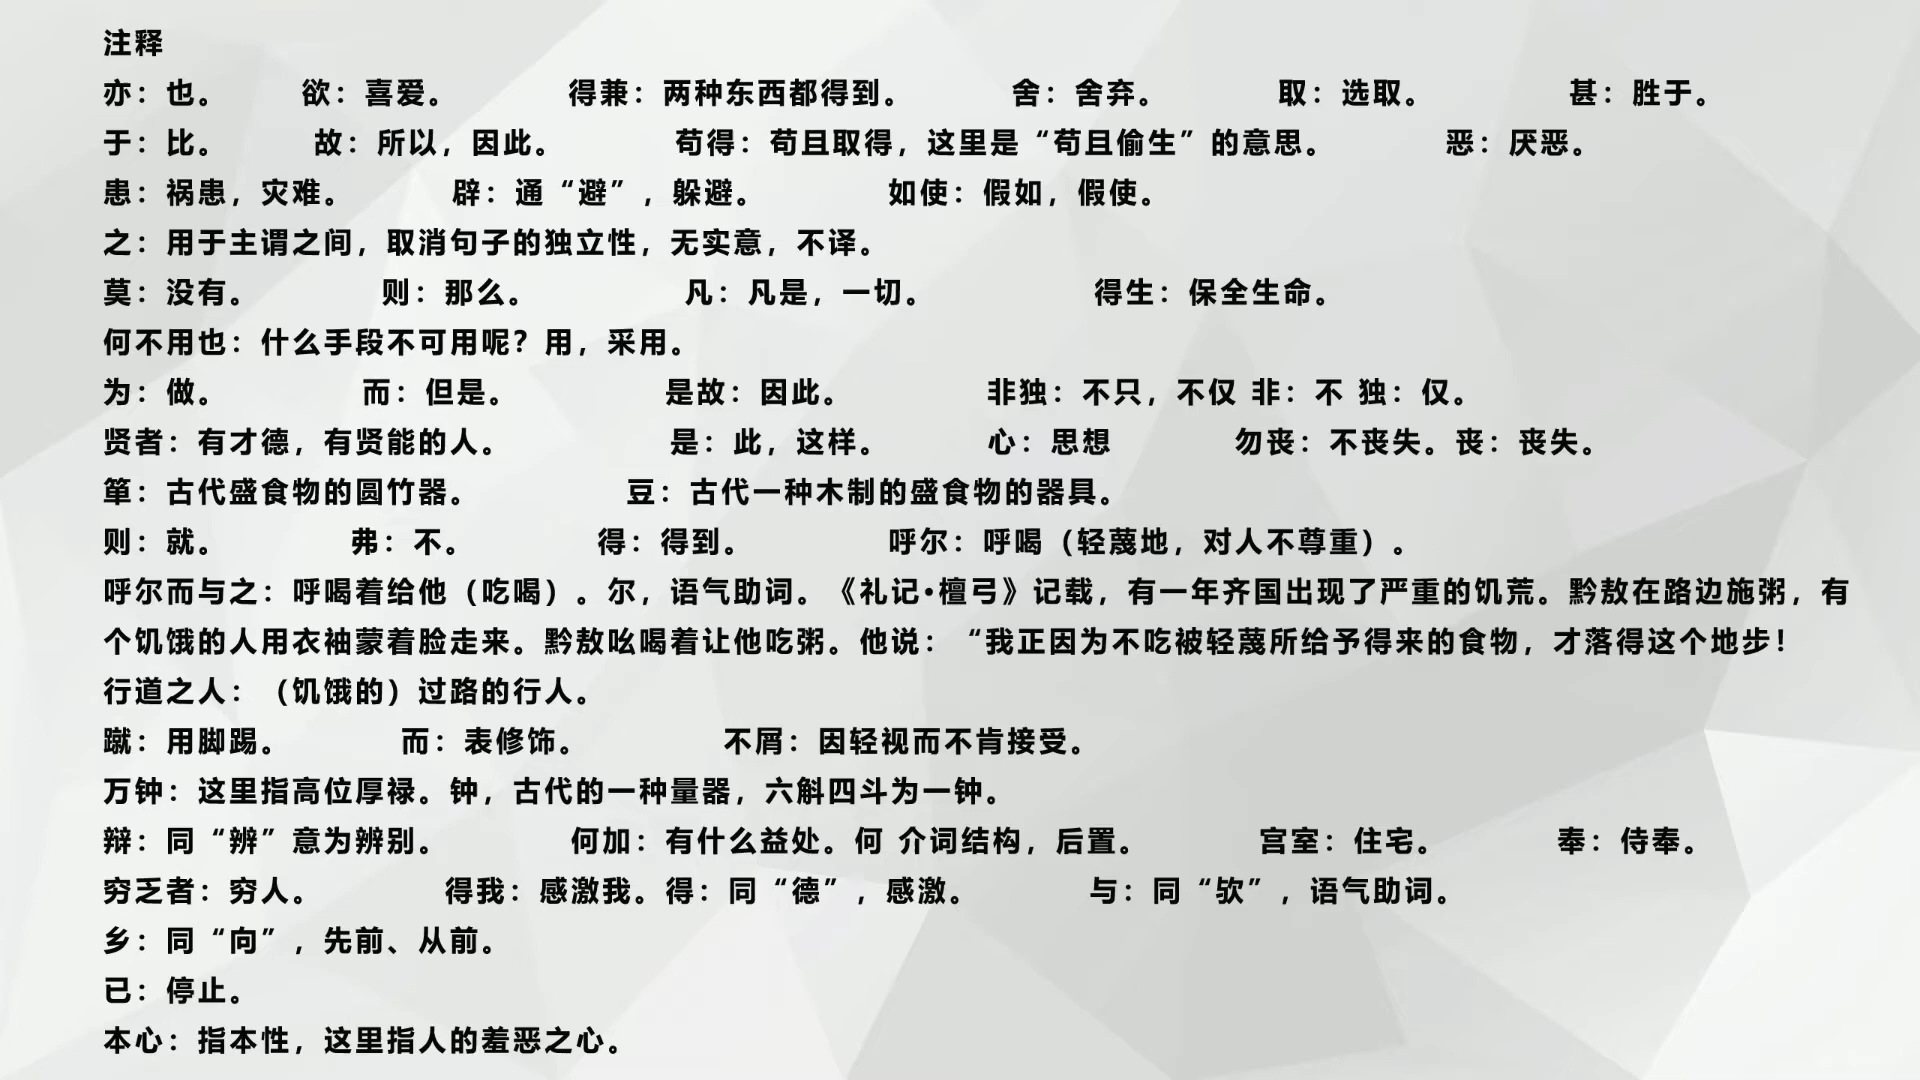 注释
亦：也。 欲：喜爱。 得兼：两种东西都得到。 舍：舍弃。 取：选取。 甚：胜于。
于：比。 故：所以，因此。 苟得：苟且取得，这里是“苟且偷生”的意思。 恶：厌恶。
患：祸患，灾难。 辟：通“避”，躲避。 如使：假如，假使。
之：用于主谓之间，取消句子的独立性，无实意，不译。
莫：没有。 则：那么。 凡：凡是，一切。 得生：保全生命。
何不用也：什么手段不可用呢？用，采用。
为：做。 而：但是。 是故：因此。 非独：不只，不仅 非：不 独：仅。
贤者：有才德，有贤能的人。 是：此，这样。 心：思想 勿丧：不丧失。丧：丧失。
箪：古代盛食物的圆竹器。 豆：古代一种木制的盛食物的器具。
则：就。 弗：不。 得：得到。 呼尔：呼喝（轻蔑地，对人不尊重）。
呼尔而与之：呼喝着给他（吃喝）。尔，语气助词。《礼记·檀弓》记载，有一年齐国出现了严重的饥荒。黔敖在路边施粥，有
个饥饿的人用衣袖蒙着脸走来。黔敖吆喝着让他吃粥。他说：“我正因为不吃被轻蔑所给予得来的食物，才落得这个地步！
行道之人：（饥饿的）过路的行人。
蹴：用脚踢。 而：表修饰。 不屑：因轻视而不肯接受。
万钟：这里指高位厚禄。钟，古代的一种量器，六斛四斗为一钟。
辩：同“辨”意为辨别。 何加：有什么益处。何 介词结构，后置。 宫室：住宅。 奉：侍奉。
穷乏者：穷人。 得我：感激我。得：同“德”，感激。 与：同“欤”，语气助词。
乡：同“向”，先前、从前。
已：停止。
本心：指本性，这里指人的羞恶之心。